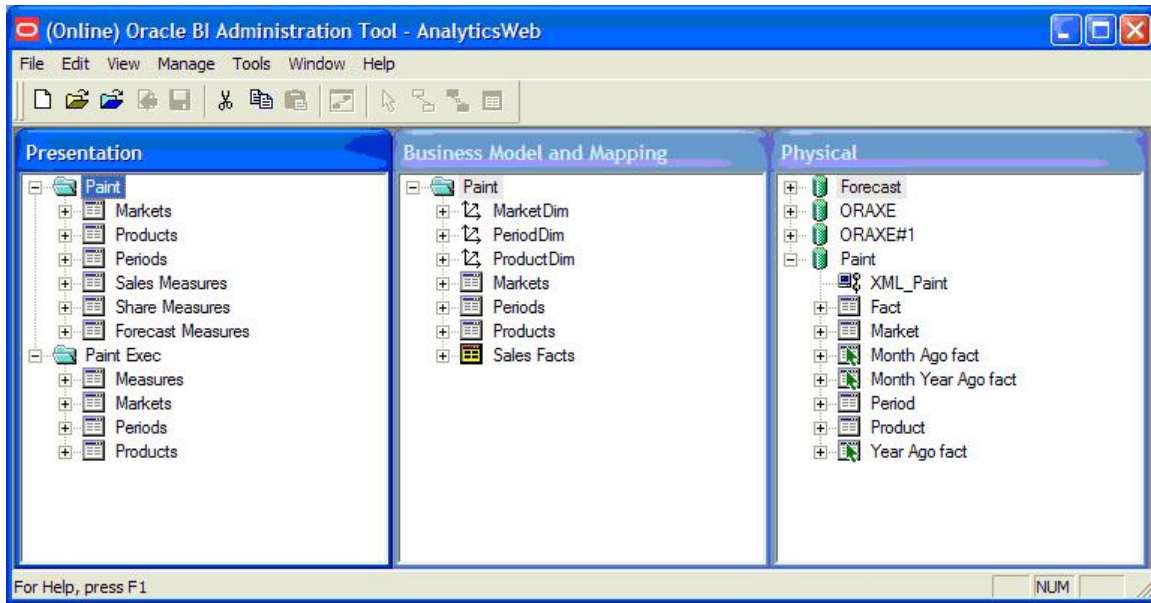 (Online) Oracle BI Administration Tool - AnalyticsWeb
File Edit View Manage Tools Window Help
Presentation
Paint
Markets
Products
Periods
Sales Measures
Share Measures
Forecast Measures
Paint Exec
Measures
Markets
Periods
Products
Business Model and Mapping
Paint
MarketDim
PeriodDim
ProductDim
Markets
Periods
Products
Sales Facts
Physical
Forecast
ORAXE
ORAXE#1
Paint
XML_Paint
Fact
Market
Month Ago fact
Month Year Ago fact
Period
Product
Year Ago fact
For Help, press F1
NUM